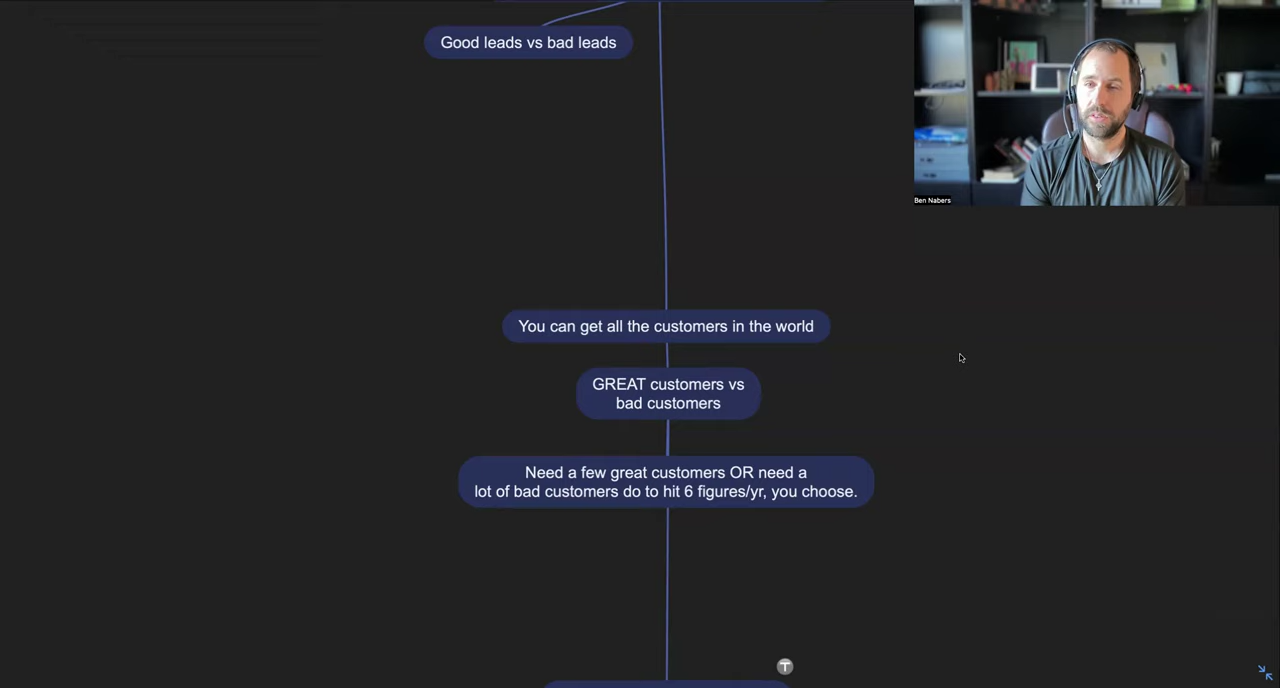 Good leads vs bad leads
Ben Nabers
You can get all the customers in the world
GREAT customers vs
bad customers
Need a few great customers OR need a
lot of bad customers do to hit 6 figures/yr, you choose.
T